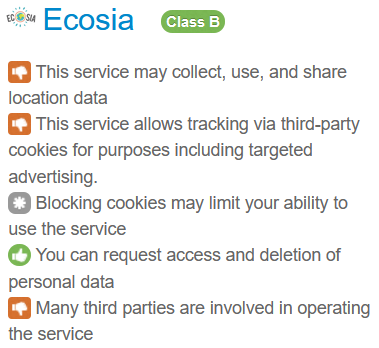 ECOSIA Ecosia Class B
This service may collect, use, and share
location data
This service allows tracking via third-party
cookies for purposes including targeted
advertising.
Blocking cookies may limit your ability to
use the service
You can request access and deletion of
personal data
Many third parties are involved in operating
the service